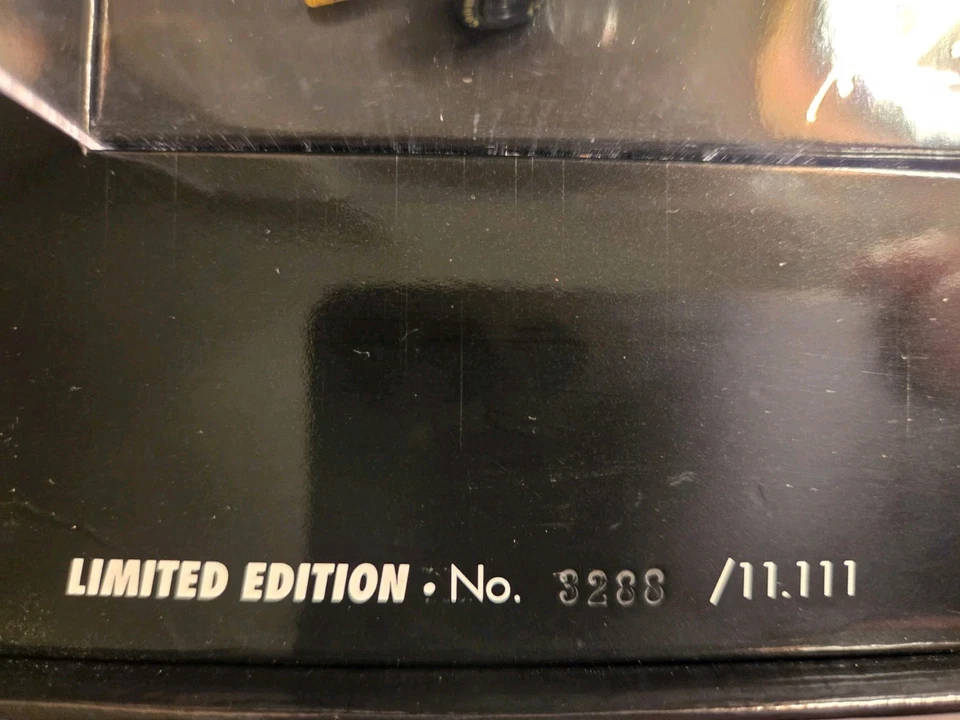 LIMITED EDITION • No. 3288 /11.111